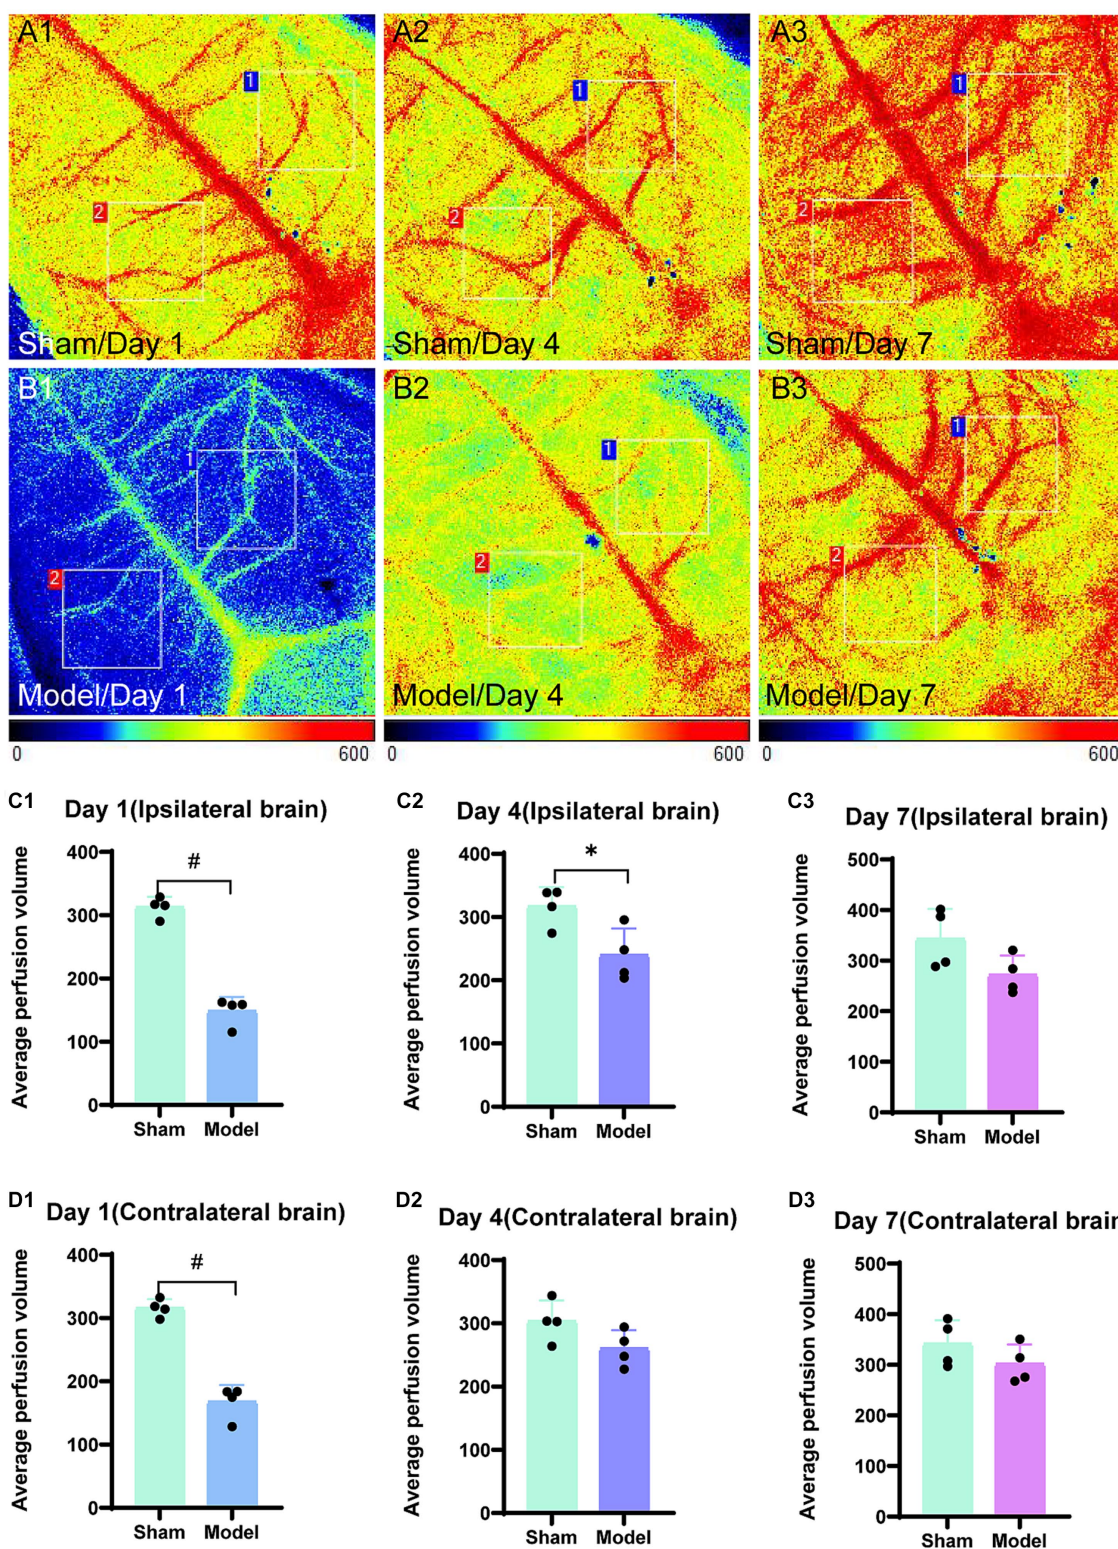 A1
1
2
Sham/Day 1
A2
1
2
Sham/Day 4
A3
1
2
Sham/Day 7
B1
1
2
Model/Day 1
B2
1
2
Model/Day 4
B3
1
2
Model/Day 7
0 600
0 600
0 600
C1
Day 1(Ipsilateral brain)
Average perfusion volume
400
300
200
100
0
#
Sham Model
C2
Day 4(Ipsilateral brain)
Average perfusion volume
400
300
200
100
0
*
Sham Model
C3
Day 7(Ipsilateral brain)
Average perfusion volume
500
400
300
200
100
0
Sham Model
D1
Day 1(Contralateral brain)
Average perfusion volume
400
300
200
100
0
#
Sham Model
D2
Day 4(Contralateral brain)
Average perfusion volume
400
300
200
100
0
Sham Model
D3
Day 7(Contralateral brain
Average perfusion volume
500
400
300
200
100
0
Sham Model